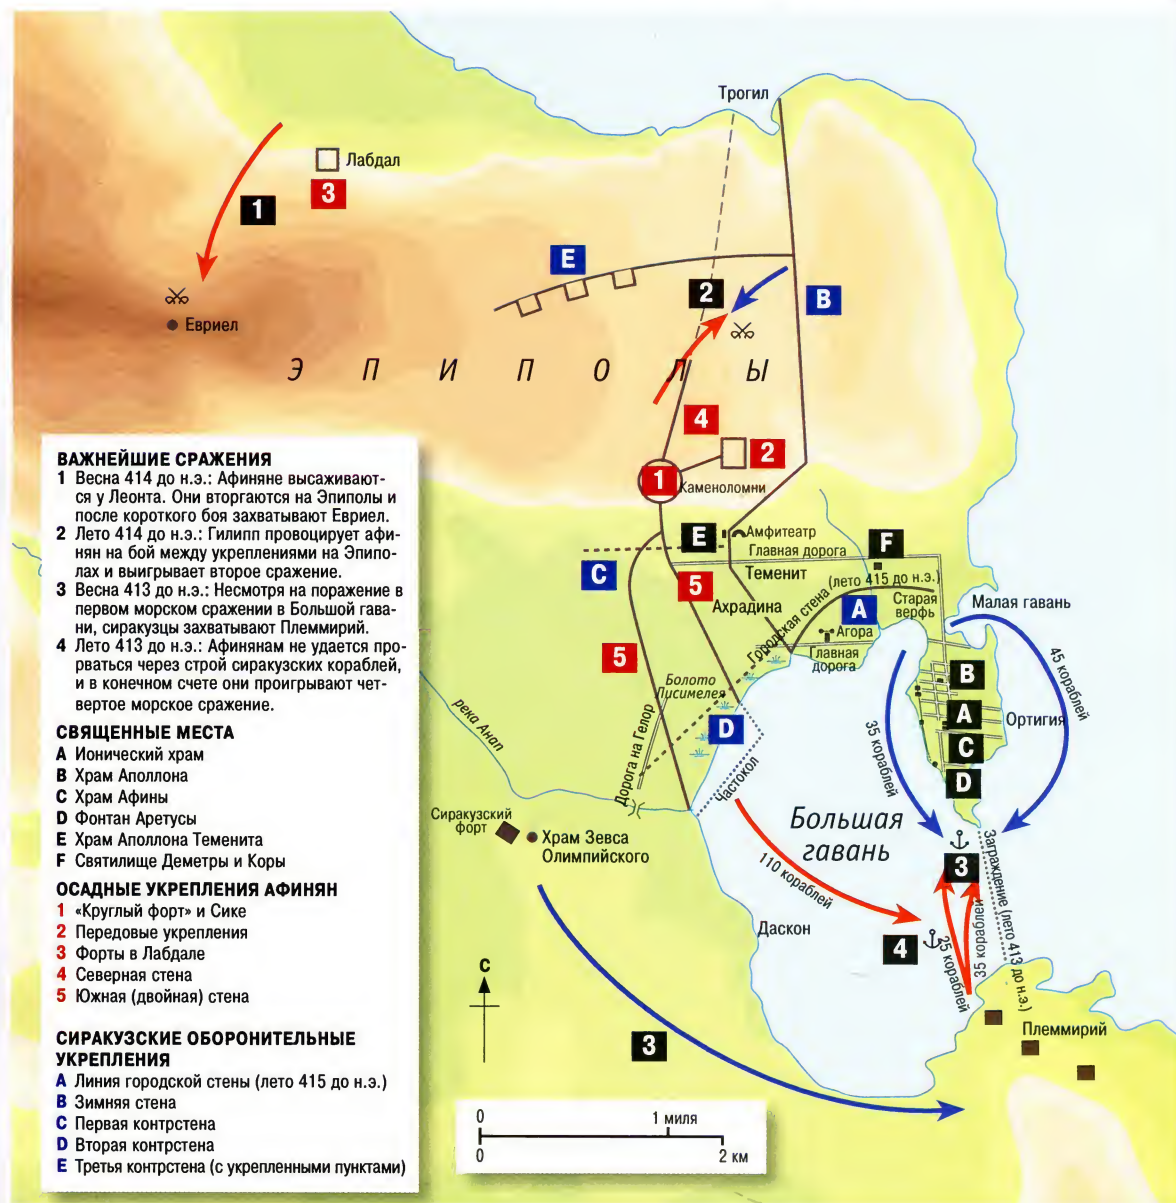 Трогил
Лабдал
3
1
E
2
B
Евриел
ЭПИПОЛЫ
4
2
1
Каменоломни
E
Амфитеатр
Главная дорога
F
C
5
Теменит
Ахрадина
Городская стена (лето 415 до н.э.)
A
Старая
верфь
Малая гавань
Агора
Главная
дорога
5
Болото
Лисимелея
B
A
Ортигия
C
D
45 кораблей
35 кораблей
D
река Анап
Дорога на Гелор
Частокол
Сиракузский
форт
Храм Зевса
Олимпийского
Большая
гавань
110 кораблей
3
Заграждение (лето 413 до н.э.)
Даскон
4
25 кораблей
35 кораблей
С
3
Племмирий
0
1 миля
0
2 км
ВАЖНЕЙШИЕ СРАЖЕНИЯ
1 Весна 414 до н.э.: Афиняне высаживают-
ся у Леонта. Они вторгаются на Эпиполы и
после короткого боя захватывают Евриел.
2 Лето 414 до н.э.: Гилипп провоцирует афи-
нян на бой между укреплениями на Эпипо-
лах и выигрывает второе сражение.
3 Весна 413 до н.э.: Несмотря на поражение в
первом морском сражении в Большой гава-
ни, сиракузцы захватывают Племмирий.
4 Лето 413 до н.э.: Афинянам не удается про-
рваться через строй сиракузских кораблей,
и в конечном счете они проигрывают чет-
вертое морское сражение.
СВЯЩЕННЫЕ МЕСТА
A Ионический храм
B Храм Аполлона
C Храм Афины
D Фонтан Аретусы
E Храм Аполлона Теменита
F Святилище Деметры и Коры
ОСАДНЫЕ УКРЕПЛЕНИЯ АФИНЯН
1 «Круглый форт» и Сике
2 Передовые укрепления
3 Форты в Лабдале
4 Северная стена
5 Южная (двойная) стена
СИРАКУЗСКИЕ ОБОРОНИТЕЛЬНЫЕ
УКРЕПЛЕНИЯ
A Линия городской стены (лето 415 до н.э.)
B Зимняя стена
C Первая контрстена
D Вторая контрстена
E Третья контрстена (с укрепленными пунктами)